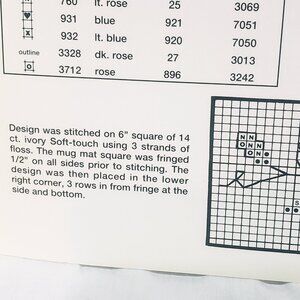 760 lt. rose 25 3069
931 blue 921 7051
x 932 lt. blue 920 7050
outline 3328 dk. rose 27 3013
o 3712 rose 896 3242
Design was stitched on 6" square of 14
ct. ivory Soft-touch using 3 strands of
floss. The mug mat square was fringed
1/2" on all sides prior to stitching. The
design was then placed in the lower
right corner, 3 rows in from fringe at the
side and bottom.
N N
O N N
O N N
O O
S